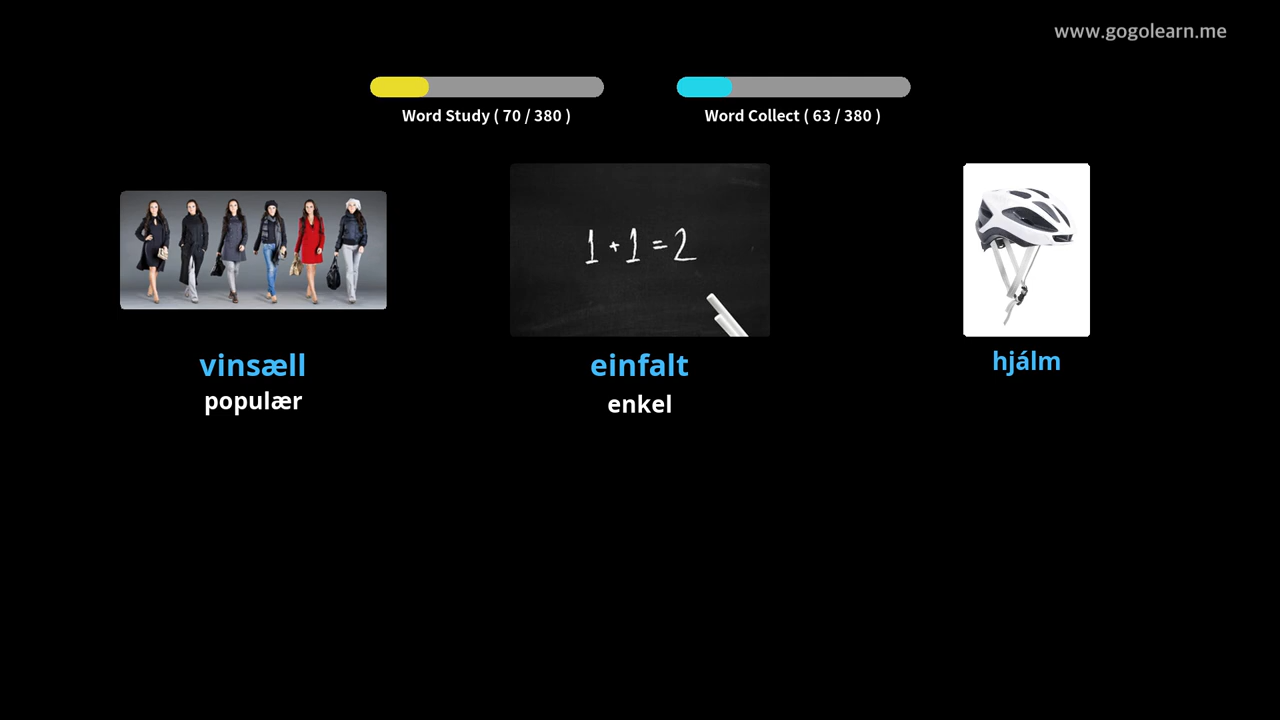 www.gogolearn.me
Word Study ( 70 / 380 )
Word Collect ( 63 / 380 )
1 + 1 = 2
vinsæll
populær
einfalt
enkel
hjálm